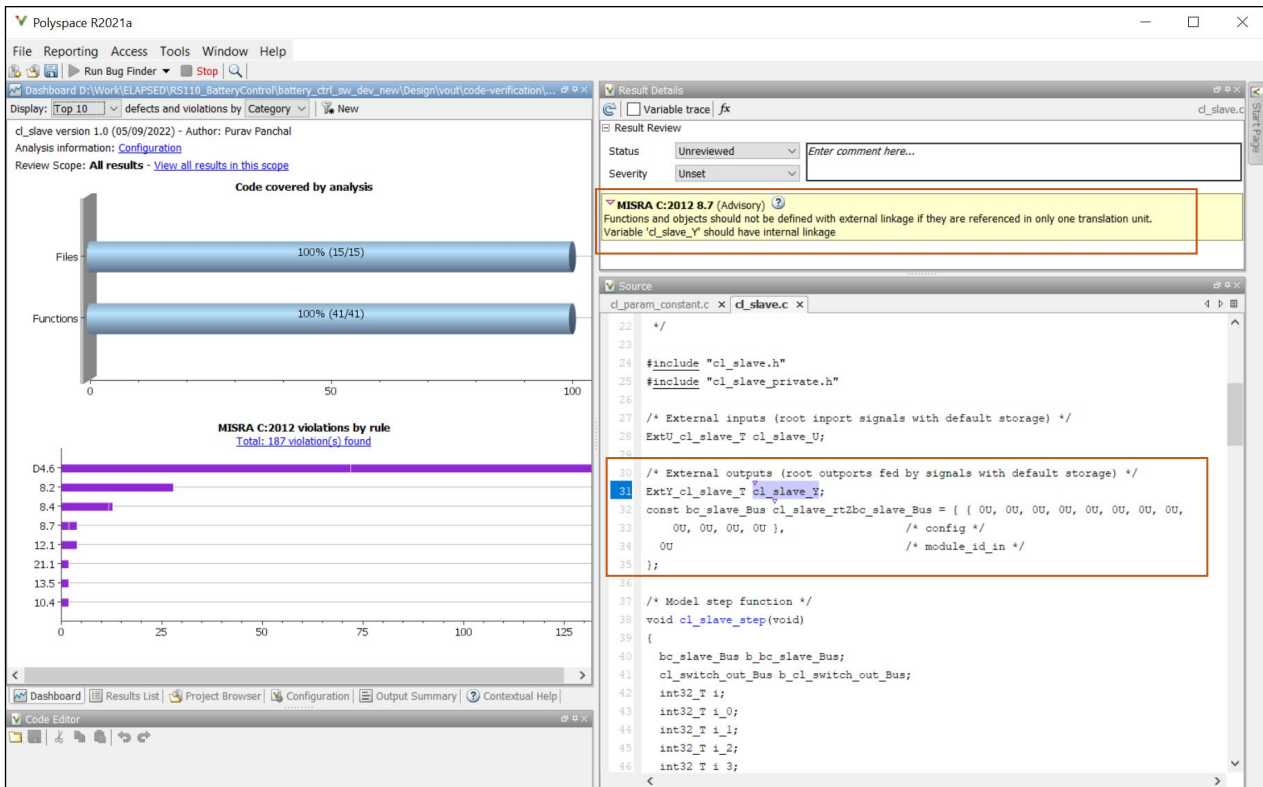 Polyspace R2021a
File Reporting Access Tools Window Help
Run Bug Finder Stop
Dashboard D:\Work\ELAPSED\RS110_BatteryControl\battery_ctrl_sw_dev_new\Design\vout\code-verification\...
Display: Top 10 defects and violations by Category New
cl_slave version 1.0 (05/09/2022) - Author: Purav Panchal
Analysis information: Configuration
Review Scope: All results - View all results in this scope
Code covered by analysis
Files 100% (15/15)
Functions 100% (41/41)
0 50 100
MISRA C:2012 violations by rule
Total: 187 violation(s) found
D4.6
8.2
8.4
8.7
12.1
21.1
13.5
10.4
0 25 50 75 100 125
Dashboard Results List Project Browser Configuration Output Summary Contextual Help
Code Editor
Result Details
Variable trace fx cl_slave.c
Result Review
Status Unreviewed Enter comment here...
Severity Unset
MISRA C:2012 8.7 (Advisory)
Functions and objects should not be defined with external linkage if they are referenced in only one translation unit.
Variable 'cl_slave_Y' should have internal linkage
Source
cl_param_constant.c cl_slave.c
22 */
23
24 #include "cl_slave.h"
25 #include "cl_slave_private.h"
26
27 /* External inputs (root inport signals with default storage) */
28 ExtU_cl_slave_T cl_slave_U;
29
30 /* External outputs (root outports fed by signals with default storage) */
31 ExtY_cl_slave_T cl_slave_Y;
32 const bc_slave_Bus cl_slave_rtZbc_slave_Bus = { { 0U, 0U, 0U, 0U, 0U, 0U, 0U, 0U,
33 0U, 0U, 0U, 0U }, /* config */
34 0U /* module_id_in */
35 };
36
37 /* Model step function */
38 void cl_slave_step(void)
39 {
40 bc_slave_Bus b_bc_slave_Bus;
41 cl_switch_out_Bus b_cl_switch_out_Bus;
42 int32_T i;
43 int32_T i_0;
44 int32_T i_1;
45 int32_T i_2;
46 int32_T i_3;
Start Page